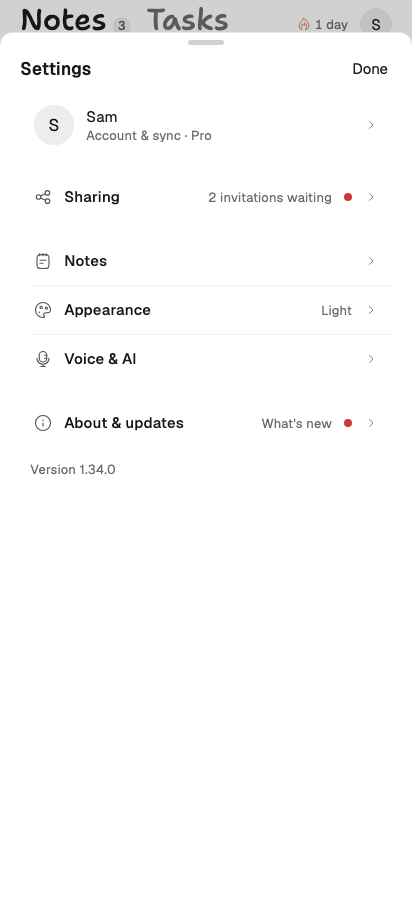 Notes 3 Tasks 1 day S
Settings Done
S Sam
Account & sync · Pro
Sharing 2 invitations waiting
Notes
Appearance Light
Voice & AI
About & updates What's new
Version 1.34.0